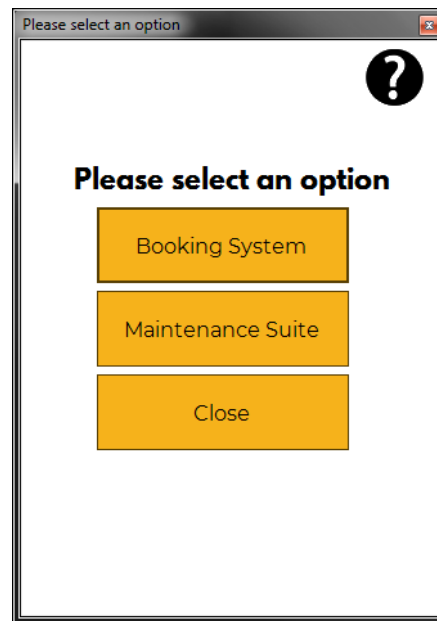 Please select an option
?
Please select an option
Booking System
Maintenance Suite
Close